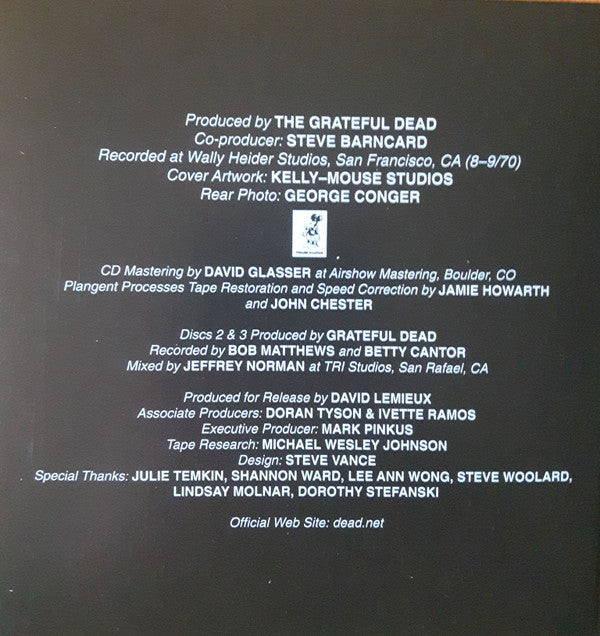 Produced by THE GRATEFUL DEAD
Co-producer: STEVE BARNCARD
Recorded at Wally Heider Studios, San Francisco, CA (8–9/70)
Cover Artwork: KELLY–MOUSE STUDIOS
Rear Photo: GEORGE CONGER
CD Mastering by DAVID GLASSER at Airshow Mastering, Boulder, CO
Plangent Processes Tape Restoration and Speed Correction by JAMIE HOWARTH
and JOHN CHESTER
Discs 2 & 3 Produced by GRATEFUL DEAD
Recorded by BOB MATTHEWS and BETTY CANTOR
Mixed by JEFFREY NORMAN at TRI Studios, San Rafael, CA
Produced for Release by DAVID LEMIEUX
Associate Producers: DORAN TYSON & IVETTE RAMOS
Executive Producer: MARK PINKUS
Tape Research: MICHAEL WESLEY JOHNSON
Design: STEVE VANCE
Special Thanks: JULIE TEMKIN, SHANNON WARD, LEE ANN WONG, STEVE WOOLARD,
LINDSAY MOLNAR, DOROTHY STEFANSKI
Official Web Site: dead.net